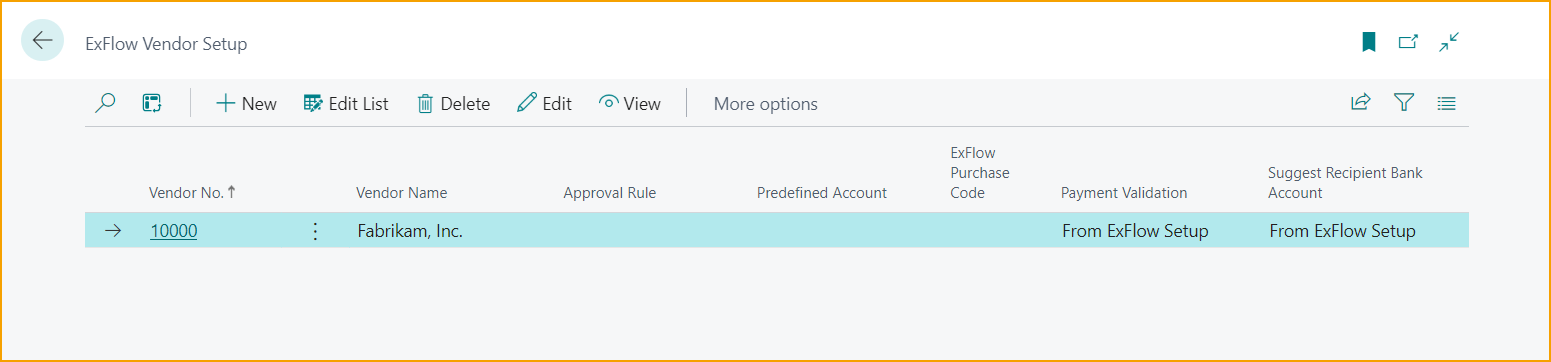 ExFlow Vendor Setup
New Edit List Delete Edit View More options
Vendor No.↑ Vendor Name Approval Rule Predefined Account ExFlow Purchase Code Payment Validation Suggest Recipient Bank Account
10000 Fabrikam, Inc. From ExFlow Setup From ExFlow Setup